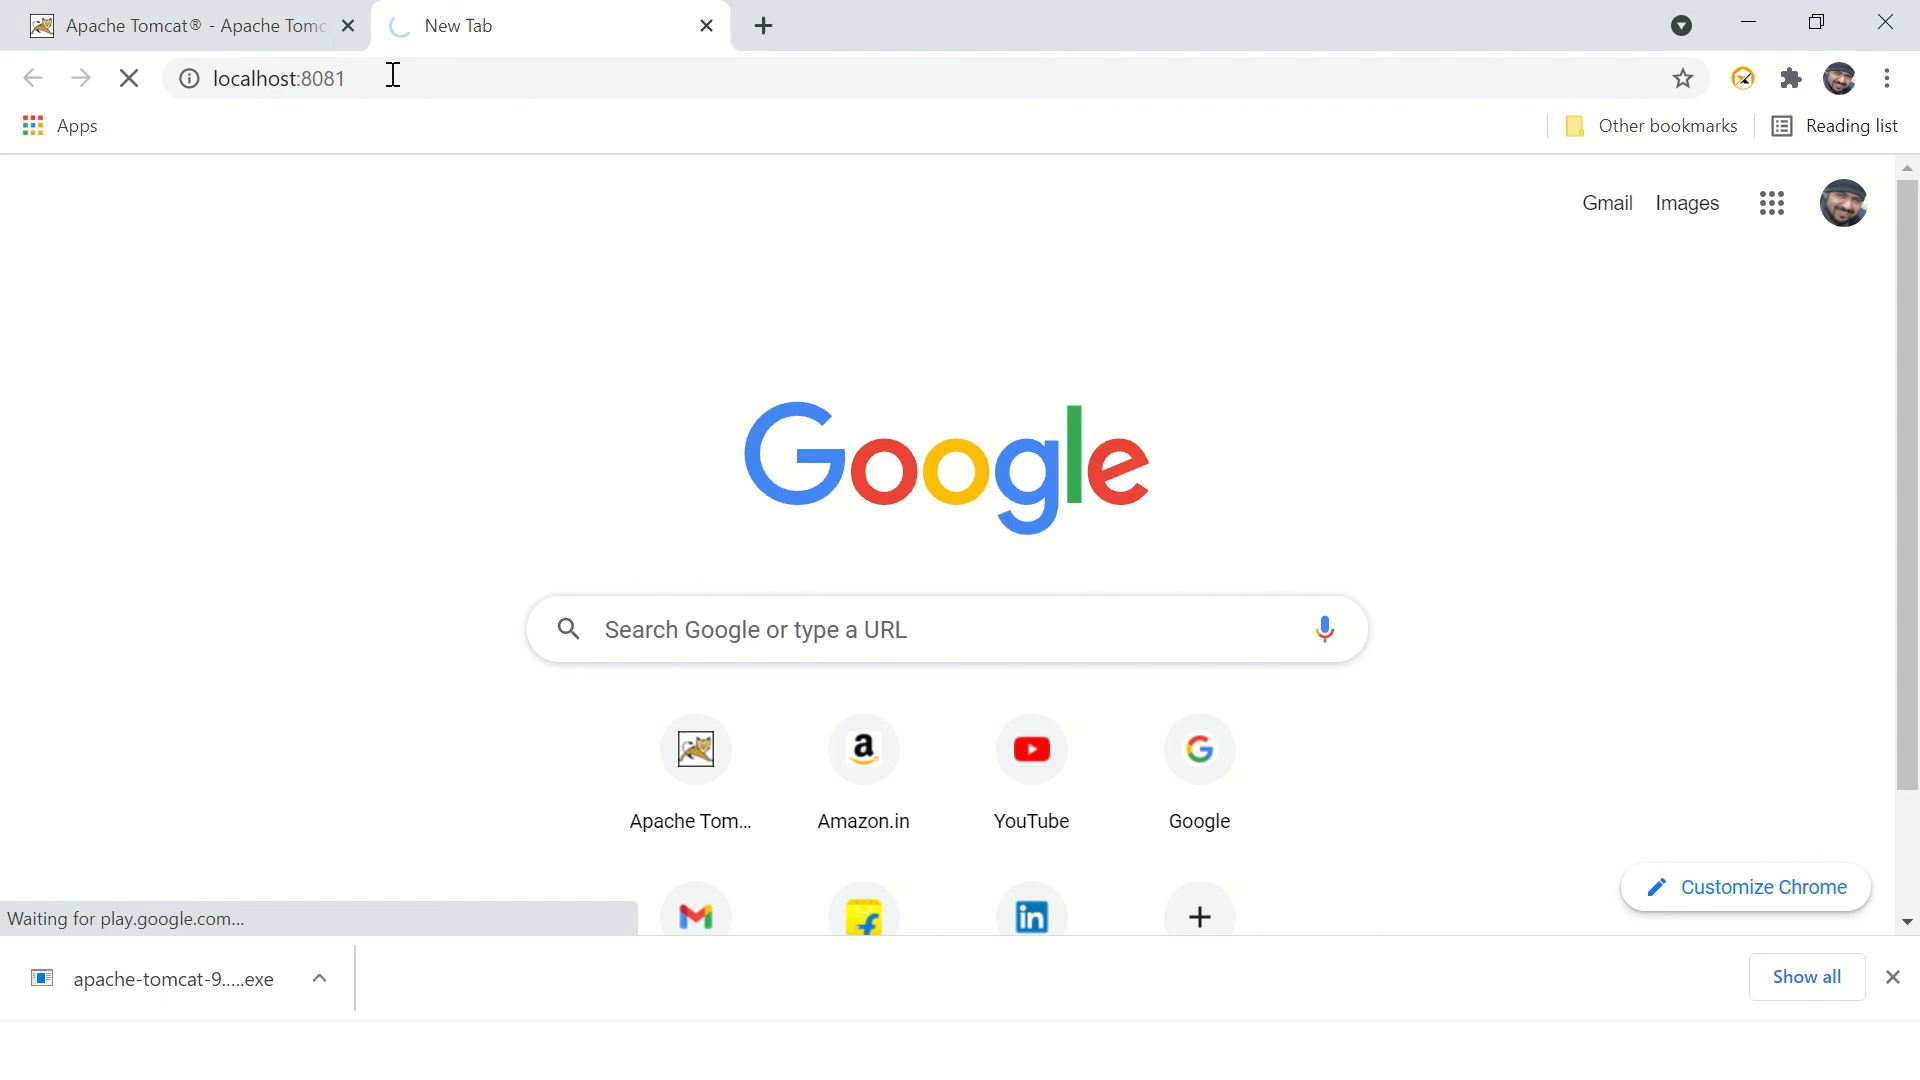 Apache Tomcat® - Apache Tomc
New Tab
localhost:8081
Apps
Other bookmarks
Reading list
Gmail
Images
Google
Search Google or type a URL
a
G
Apache Tom...
Amazon.in
YouTube
Google
f
in
Customize Chrome
Waiting for play.google.com...
apache-tomcat-9.....exe
Show all